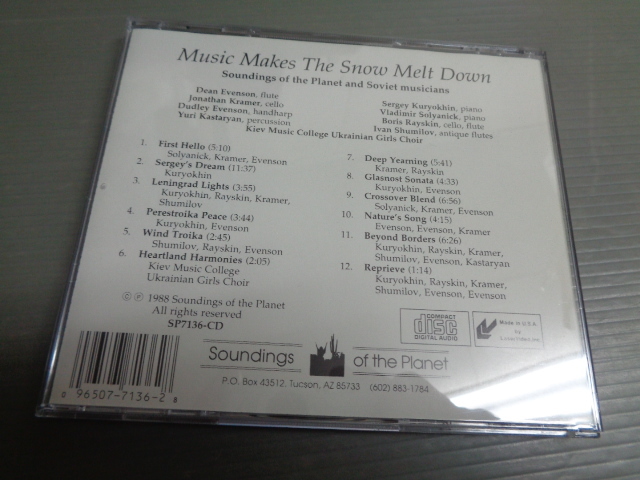 Music Makes The Snow Melt Down
Soundings of the Planet and Soviet musicians
Dean Evenson, flute
Jonathan Kramer, cello
Dudley Evenson, handharp
Yuri Kastaryan, percussion
Sergey Kuryokhin, piano
Vladimir Solyanick, piano
Boris Rayskin, cello, flute
Ivan Shumilov, antique flutes
Kiev Music College Ukrainian Girls Choir
1. First Hello (5:10)
Solyanick, Kramer, Evenson
2. Sergey's Dream (11:37)
Kuryokhin
3. Leningrad Lights (3:55)
Kuryokhin, Rayskin, Kramer,
Shumilov
4. Perestroika Peace (3:44)
Kuryokhin, Evenson
5. Wind Troika (2:45)
Shumilov, Rayskin, Evenson
6. Heartland Harmonies (2:05)
Kiev Music College
Ukrainian Girls Choir
7. Deep Yearning (5:41)
Kramer, Rayskin
8. Glasnost Sonata (4:33)
Kuryokhin, Evenson
9. Crossover Blend (6:56)
Solyanick, Kramer, Evenson
10. Nature's Song (4:15)
Evenson, Evenson, Kramer
11. Beyond Borders (6:26)
Kuryokhin, Rayskin, Kramer,
Shumilov, Evenson, Kastaryan
12. Reprieve (1:14)
Kuryokhin, Rayskin, Kramer,
Shumilov, Evenson, Evenson
© ℗ 1988 Soundings of the Planet
All rights reserved
SP7136-CD
COMPACT
disc
DIGITAL AUDIO
Made in U.S.A.
by
Soundings of the Planet
P.O. Box 43512, Tucson, AZ 85733 (602) 883-1784
0 96507-7136-2 8